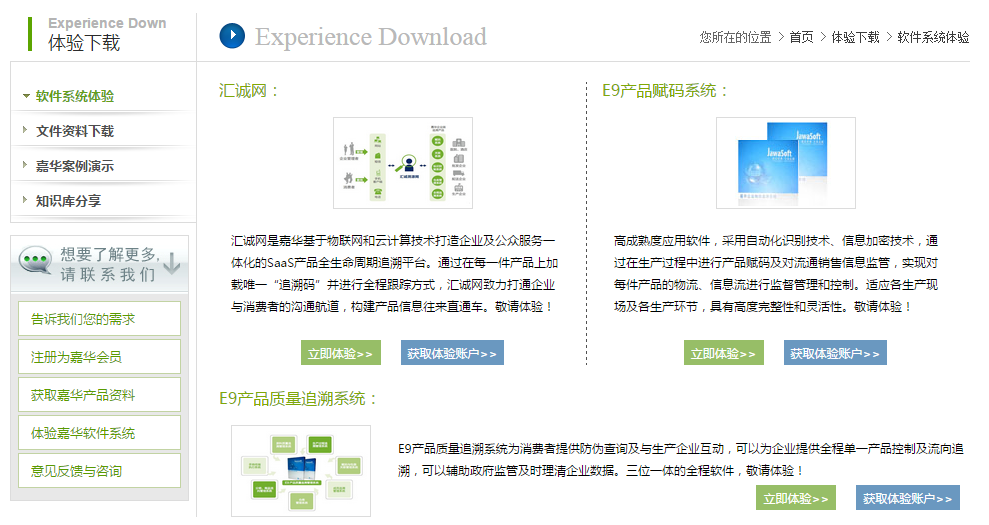 Experience Down
体验下载
Experience Download
您所在的位置 > 首页 > 体验下载 > 软件系统体验
软件系统体验
文件资料下载
嘉华案例演示
知识库分享
想要了解更多,
请联系我们
告诉我们您的需求
注册为嘉华会员
获取嘉华产品资料
体验嘉华软件系统
意见反馈与咨询
汇诚网：
汇诚网是嘉华基于物联网和云计算技术打造企业及公众服务一
体化的SaaS产品全生命周期追溯平台。通过在每一件产品上加
载唯一“追溯码”并进行全程跟踪方式，汇诚网致力打通企业
与消费者的沟通航道，构建产品信息往来直通车。敬请体验！
立即体验>>
获取体验账户>>
E9产品赋码系统：
JawaSoft
JawaSoft
高成熟度应用软件，采用自动化识别技术、信息加密技术，通
过在生产过程中进行产品赋码及对流通销售信息监管，实现对
每件产品的物流、信息流进行监督管理和控制。适应各生产现
场及各生产环节，具有高度完整性和灵活性。敬请体验！
立即体验>>
获取体验账户>>
E9产品质量追溯系统：
E9产品质量追溯系统为消费者提供防伪查询及与生产企业互动，可以为企业提供全程单一产品控制及流向追
溯，可以辅助政府监管及时理清企业数据。三位一体的全程软件，敬请体验！
立即体验>>
获取体验账户>>